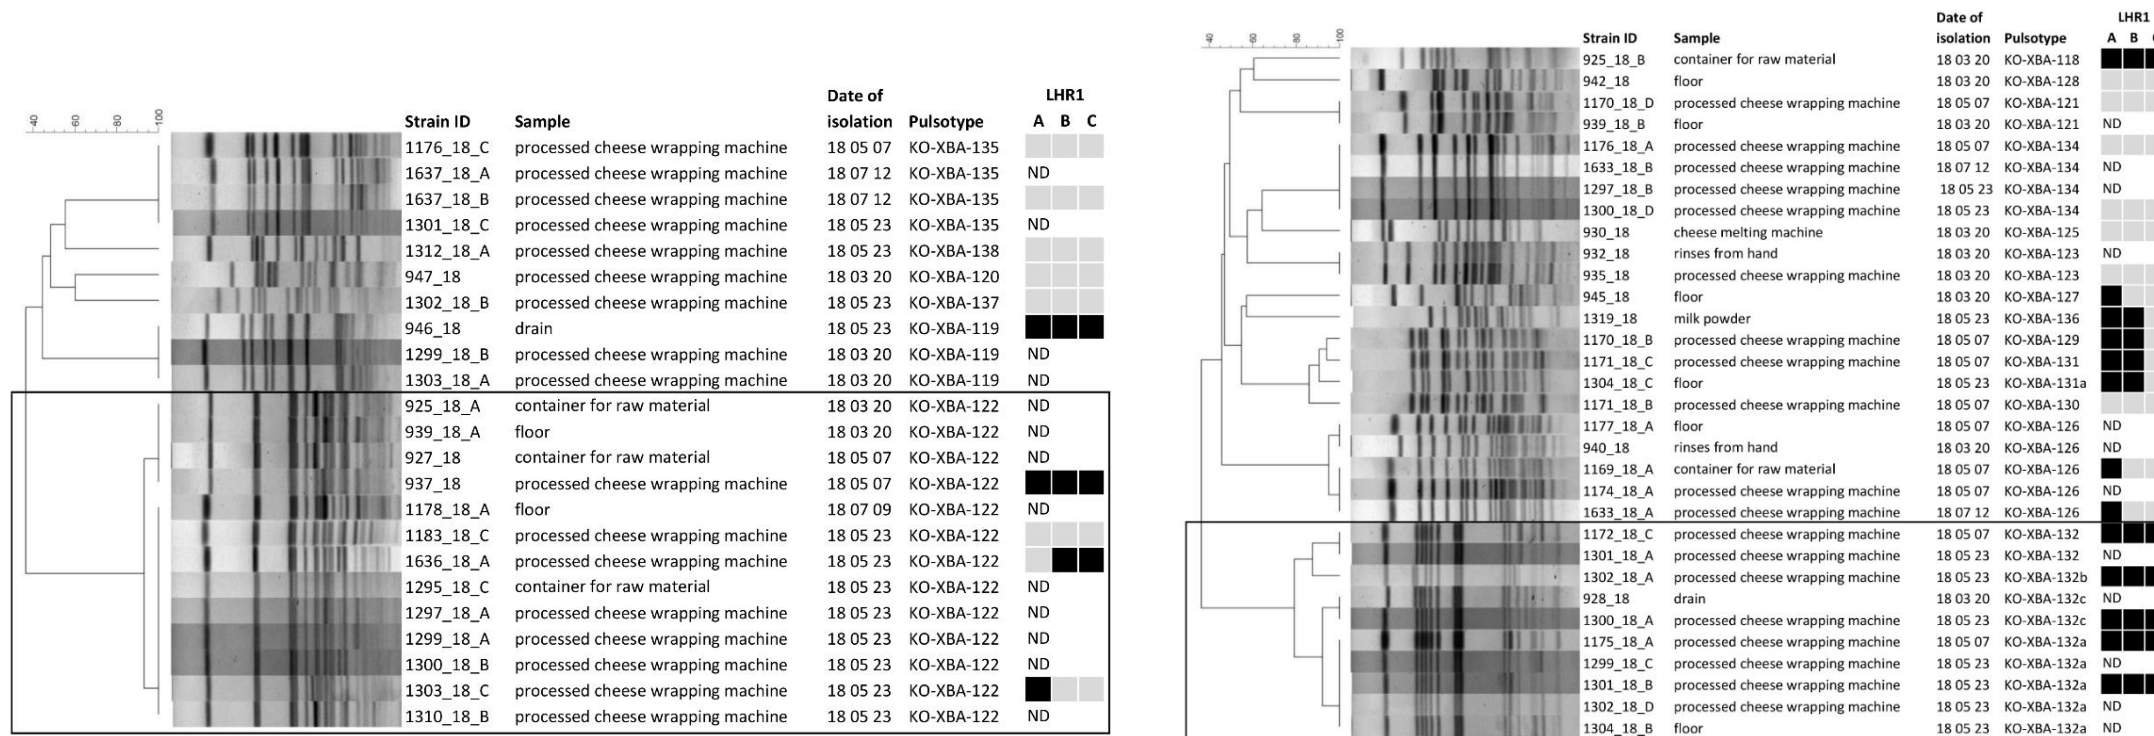 Date of LHR1
40 60 80 100 Strain ID Sample isolation Pulsotype A B C
1176_18_C processed cheese wrapping machine 18 05 07 KO-XBA-135
1637_18_A processed cheese wrapping machine 18 07 12 KO-XBA-135 ND
1637_18_B processed cheese wrapping machine 18 07 12 KO-XBA-135
1301_18_C processed cheese wrapping machine 18 05 23 KO-XBA-135 ND
1312_18_A processed cheese wrapping machine 18 05 23 KO-XBA-138
947_18 processed cheese wrapping machine 18 03 20 KO-XBA-120
1302_18_B processed cheese wrapping machine 18 05 23 KO-XBA-137
946_18 drain 18 05 23 KO-XBA-119
1299_18_B processed cheese wrapping machine 18 03 20 KO-XBA-119 ND
1303_18_A processed cheese wrapping machine 18 03 20 KO-XBA-119 ND
925_18_A container for raw material 18 03 20 KO-XBA-122 ND
939_18_A floor 18 03 20 KO-XBA-122 ND
927_18 container for raw material 18 05 07 KO-XBA-122 ND
937_18 processed cheese wrapping machine 18 05 07 KO-XBA-122
1178_18_A floor 18 07 09 KO-XBA-122 ND
1183_18_C processed cheese wrapping machine 18 05 23 KO-XBA-122
1636_18_A processed cheese wrapping machine 18 05 23 KO-XBA-122
1295_18_C container for raw material 18 05 23 KO-XBA-122 ND
1297_18_A processed cheese wrapping machine 18 05 23 KO-XBA-122 ND
1299_18_A processed cheese wrapping machine 18 05 23 KO-XBA-122 ND
1300_18_B processed cheese wrapping machine 18 05 23 KO-XBA-122 ND
1303_18_C processed cheese wrapping machine 18 05 23 KO-XBA-122
1310_18_B processed cheese wrapping machine 18 05 23 KO-XBA-122 ND
Date of LHR1
40 60 80 100 Strain ID Sample isolation Pulsotype A B
925_18_B container for raw material 18 03 20 KO-XBA-118
942_18 floor 18 03 20 KO-XBA-128
1170_18_D processed cheese wrapping machine 18 05 07 KO-XBA-121
939_18_B floor 18 03 20 KO-XBA-121 ND
1176_18_A processed cheese wrapping machine 18 05 07 KO-XBA-134
1633_18_B processed cheese wrapping machine 18 07 12 KO-XBA-134 ND
1297_18_B processed cheese wrapping machine 18 05 23 KO-XBA-134 ND
1300_18_D processed cheese wrapping machine 18 05 23 KO-XBA-134
930_18 cheese melting machine 18 03 20 KO-XBA-125
932_18 rinses from hand 18 03 20 KO-XBA-123 ND
935_18 processed cheese wrapping machine 18 03 20 KO-XBA-123
945_18 floor 18 03 20 KO-XBA-127
1319_18 milk powder 18 05 23 KO-XBA-136
1170_18_B processed cheese wrapping machine 18 05 07 KO-XBA-129
1171_18_C processed cheese wrapping machine 18 05 07 KO-XBA-131
1304_18_C floor 18 05 23 KO-XBA-131a
1171_18_B processed cheese wrapping machine 18 05 07 KO-XBA-130
1177_18_A floor 18 05 07 KO-XBA-126 ND
940_18 rinses from hand 18 03 20 KO-XBA-126 ND
1169_18_A container for raw material 18 05 07 KO-XBA-126
1174_18_A processed cheese wrapping machine 18 05 07 KO-XBA-126 ND
1633_18_A processed cheese wrapping machine 18 07 12 KO-XBA-126
1172_18_C processed cheese wrapping machine 18 05 07 KO-XBA-132
1301_18_A processed cheese wrapping machine 18 05 23 KO-XBA-132 ND
1302_18_A processed cheese wrapping machine 18 05 23 KO-XBA-132b
928_18 drain 18 03 20 KO-XBA-132c ND
1300_18_A processed cheese wrapping machine 18 05 23 KO-XBA-132c
1175_18_A processed cheese wrapping machine 18 05 07 KO-XBA-132a
1299_18_C processed cheese wrapping machine 18 05 23 KO-XBA-132a ND
1301_18_B processed cheese wrapping machine 18 05 23 KO-XBA-132a
1302_18_D processed cheese wrapping machine 18 05 23 KO-XBA-132a ND
1304_18_B floor 18 05 23 KO-XBA-132a ND